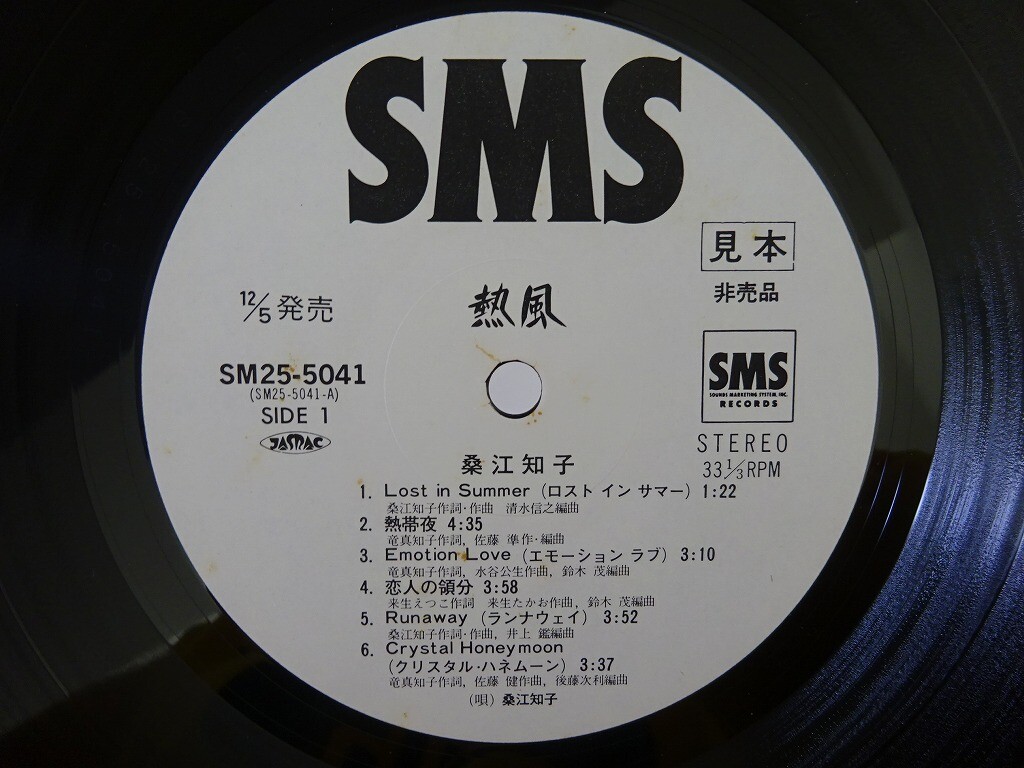 SMS
見本
非売品
12/5発売
熱風
SM25-5041
(SM25-5041-A)
SIDE 1
JASRAC
SMS
SOUNDS MARKETING SYSTEM, INC.
RECORDS
STEREO
33 1/3 RPM
桑江知子
1. Lost in Summer (ロスト イン サマー) 1:22
桑江知子作詞・作曲 清水信之編曲
2. 熱帯夜 4:35
竜真知子作詞, 佐藤 準作・編曲
3. Emotion Love (エモーション ラブ) 3:10
竜真知子作詞, 水谷公生作曲, 鈴木 茂編曲
4. 恋人の領分 3:58
来生えつこ作詞 来生たかお作曲, 鈴木 茂編曲
5. Runaway (ランナウェイ) 3:52
桑江知子作詞・作曲, 井上 鑑編曲
6. Crystal Honeymoon
(クリスタル・ハネムーン) 3:37
竜真知子作詞, 佐藤 健作曲, 後藤次利編曲
(唄) 桑江知子